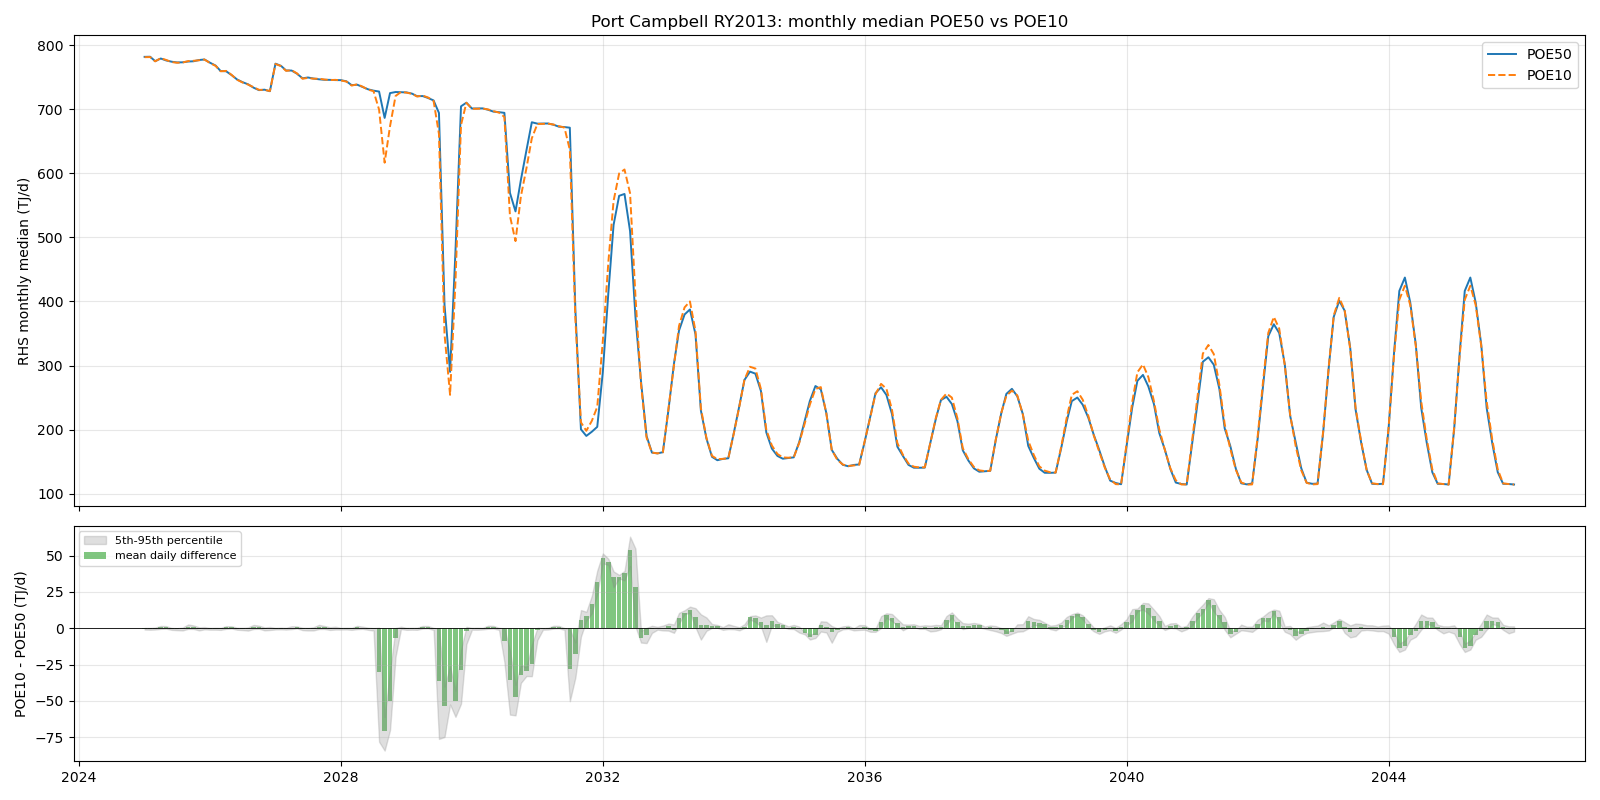 Port Campbell RY2013: monthly median POE50 vs POE10
RHS monthly median (TJ/d)
800
700
600
500
400
300
200
100
POE50
POE10
POE10 - POE50 (TJ/d)
50
25
0
−25
−50
−75
5th-95th percentile
mean daily difference
2024
2028
2032
2036
2040
2044